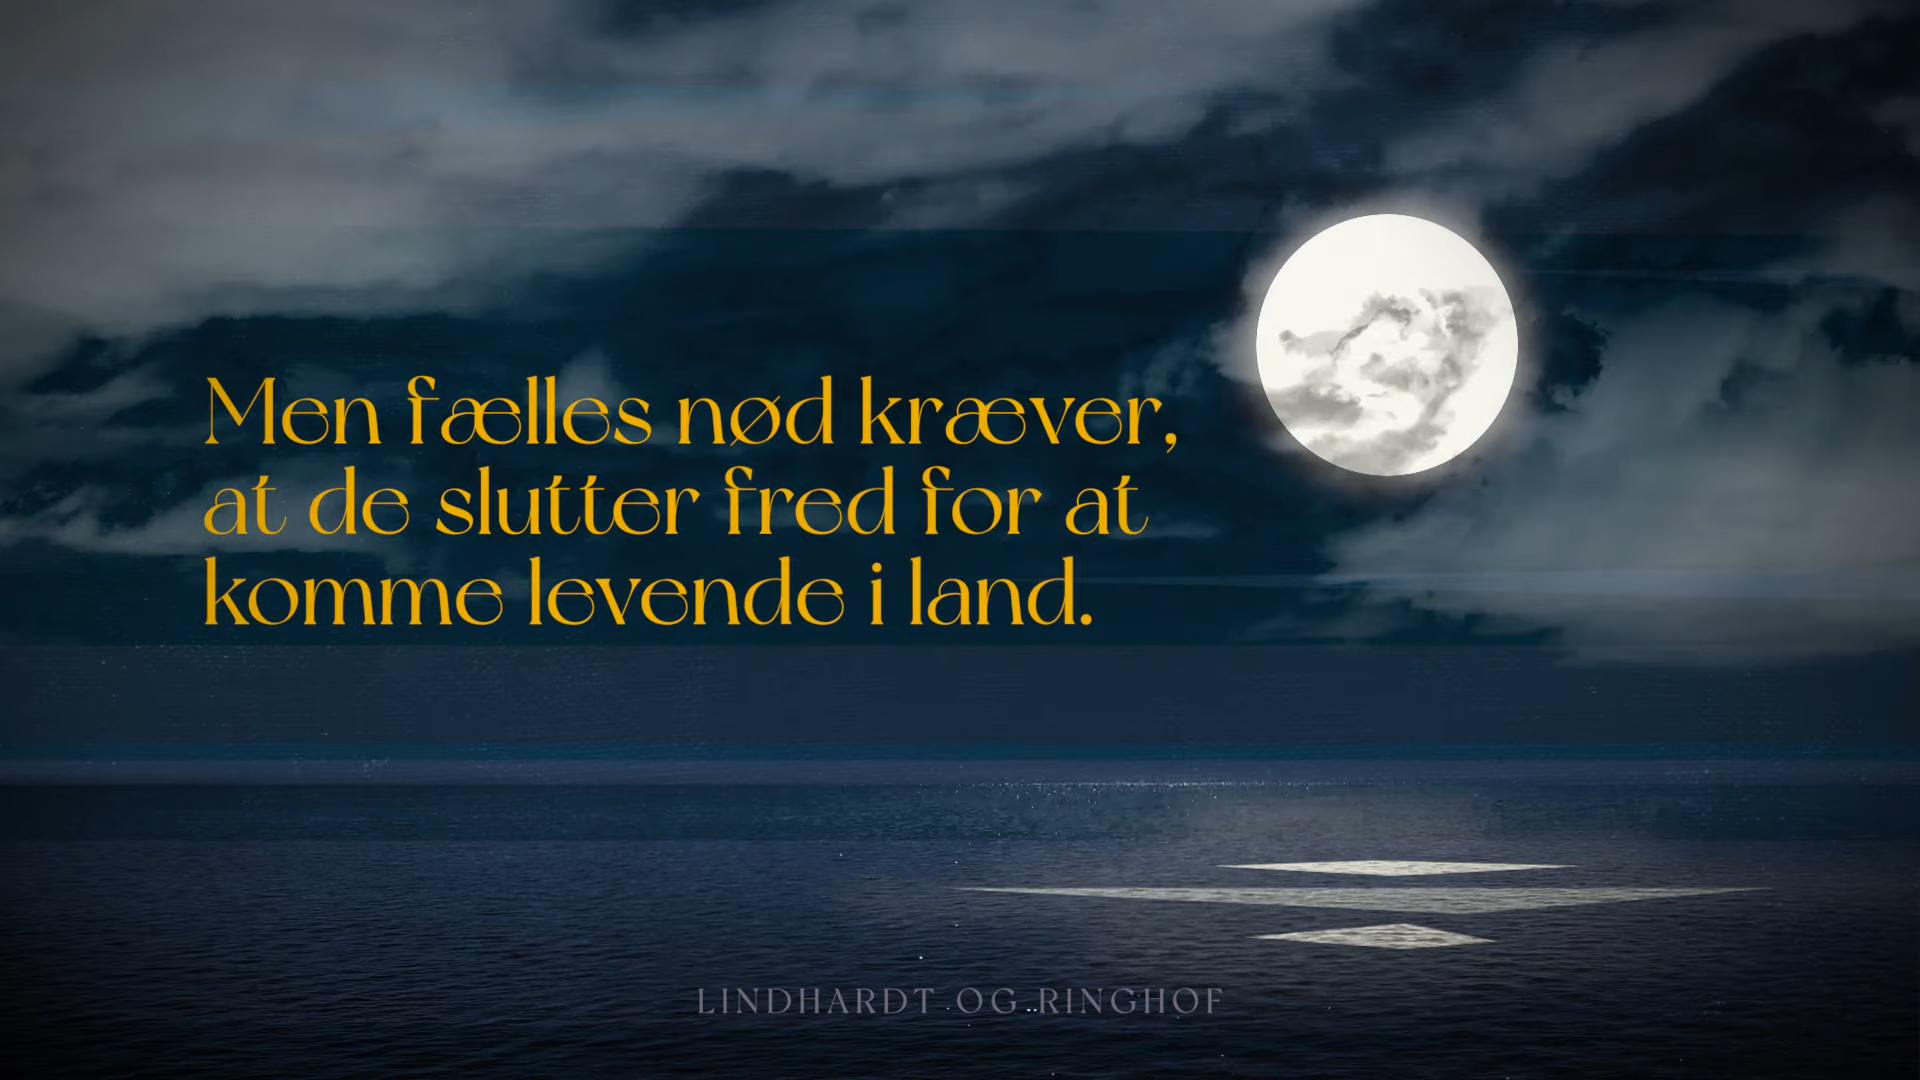 Men fælles nød kræver,
at de slutter fred for at
komme levende i land.
LINDHARDT OG RINGHOF